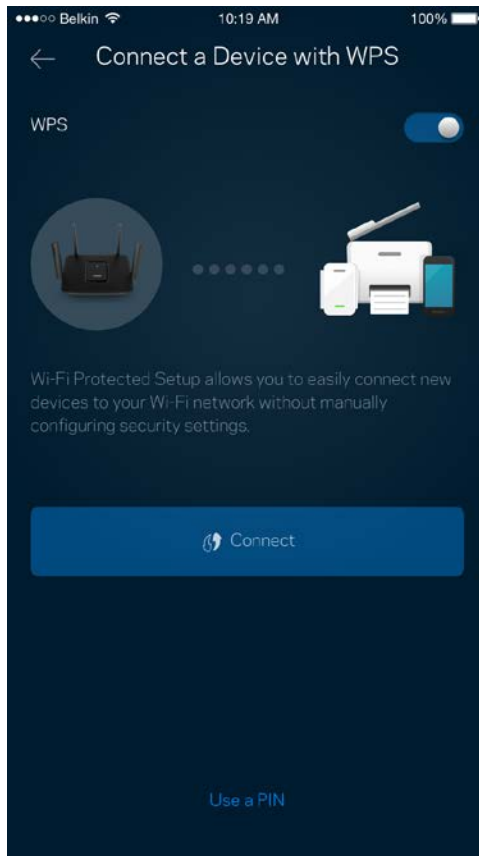 Belkin 10:19 AM 100%
Connect a Device with WPS
WPS
Wi-Fi Protected Setup allows you to easily connect new
devices to your Wi-Fi network without manually
configuring security settings.
Connect
Use a PIN